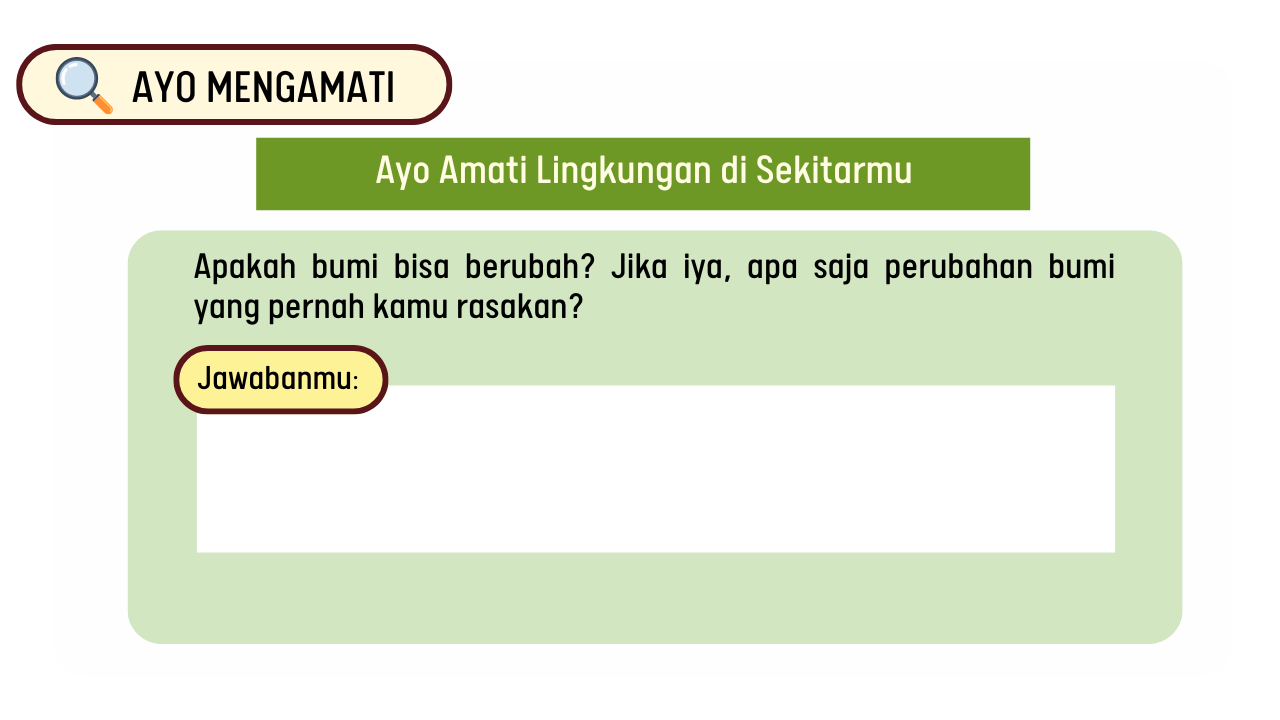 AYO MENGAMATI
Ayo Amati Lingkungan di Sekitarmu
Apakah bumi bisa berubah? Jika iya, apa saja perubahan bumi
yang pernah kamu rasakan?
Jawabanmu: